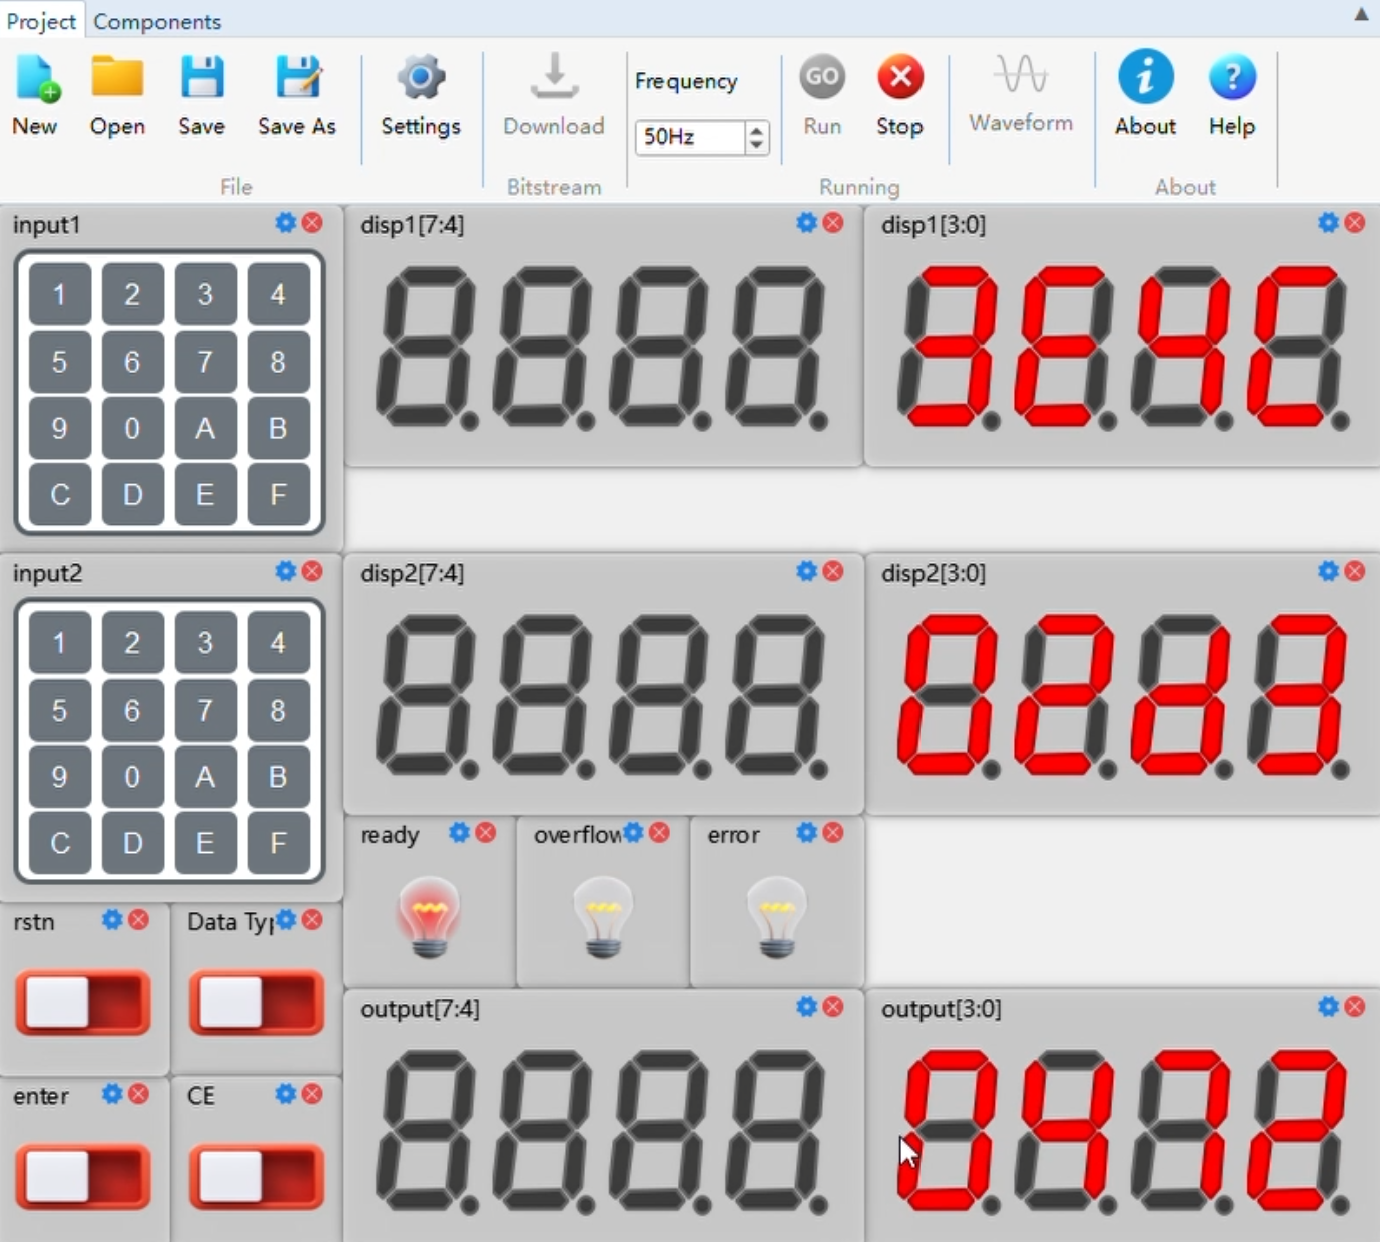 Project Components
New Open Save Save As Settings Download Frequency 50Hz GO Run Stop Waveform About Help
File Bitstream Running About
input1 disp1[7:4] disp1[3:0]
1 2 3 4
5 6 7 8
9 0 A B
C D E F
3E4C
input2 disp2[7:4] disp2[3:0]
1 2 3 4
5 6 7 8
9 0 A B
C D E F
02d3
ready overflow error
rstn Data Typ
output[7:4] output[3:0]
enter CE
0472